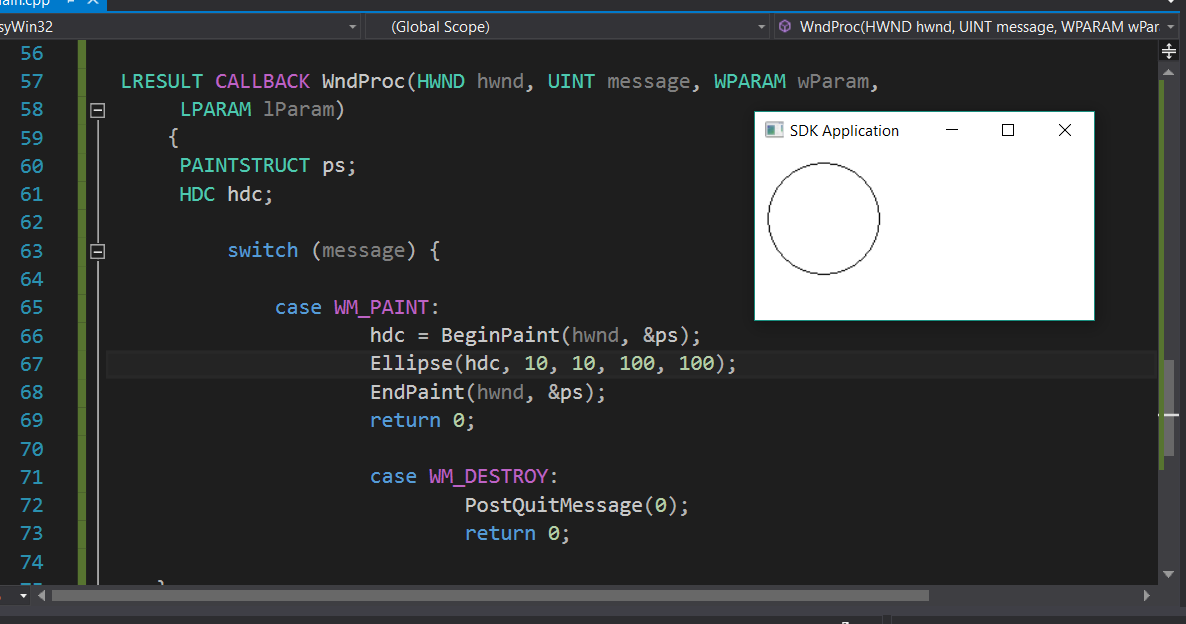 main.cpp
syWin32
(Global Scope)
WndProc(HWND hwnd, UINT message, WPARAM wPar
56
57 LRESULT CALLBACK WndProc(HWND hwnd, UINT message, WPARAM wParam,
58 LPARAM lParam)
59 {
60 PAINTSTRUCT ps;
61 HDC hdc;
62
63 switch (message) {
64
65 case WM_PAINT:
66 hdc = BeginPaint(hwnd, &ps);
67 Ellipse(hdc, 10, 10, 100, 100);
68 EndPaint(hwnd, &ps);
69 return 0;
70
71 case WM_DESTROY:
72 PostQuitMessage(0);
73 return 0;
74
SDK Application